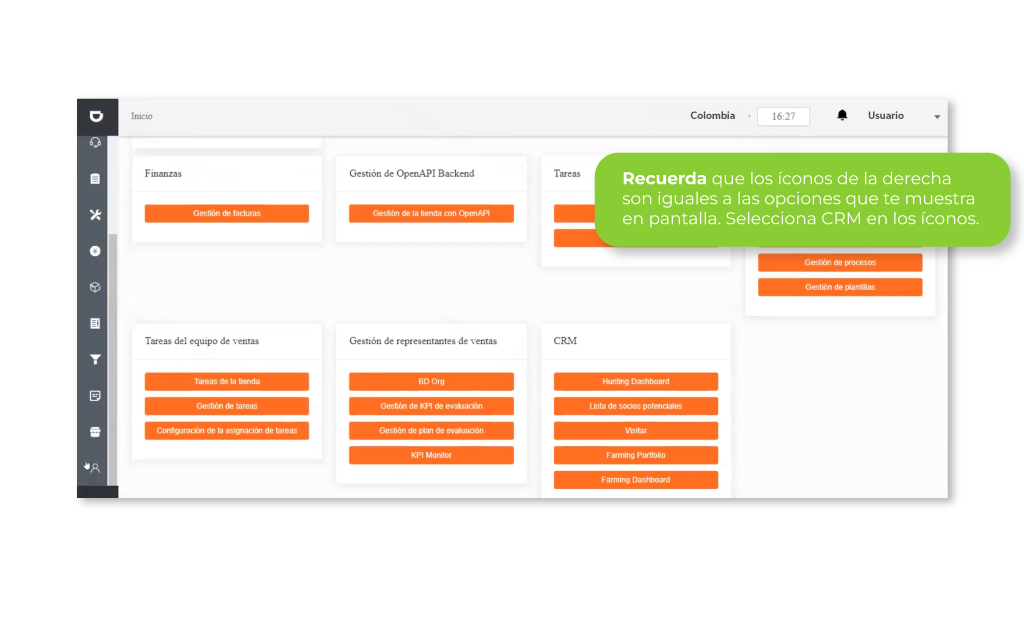 Inicio
Colombía
16:27
Usuario
Recuerda que los íconos de la derecha
son iguales a las opciones que te muestra
en pantalla. Selecciona CRM en los íconos.
Finanzas
Gestión de facturas
Gestión de OpenAPI Backend
Gestión de la tienda con OpenAPI
Tareas
Gestión de procesos
Gestión de plantillas
Tareas del equipo de ventas
Tareas de la tienda
Gestión de tareas
Configuración de la asignación de tareas
Gestión de representantes de ventas
BD Org
Gestión de KPI de evaluación
Gestión de plan de evaluación
KPI Monitor
CRM
Hunting Dashboard
Lista de socios potenciales
Visitar
Farming Portfolio
Farming Dashboard